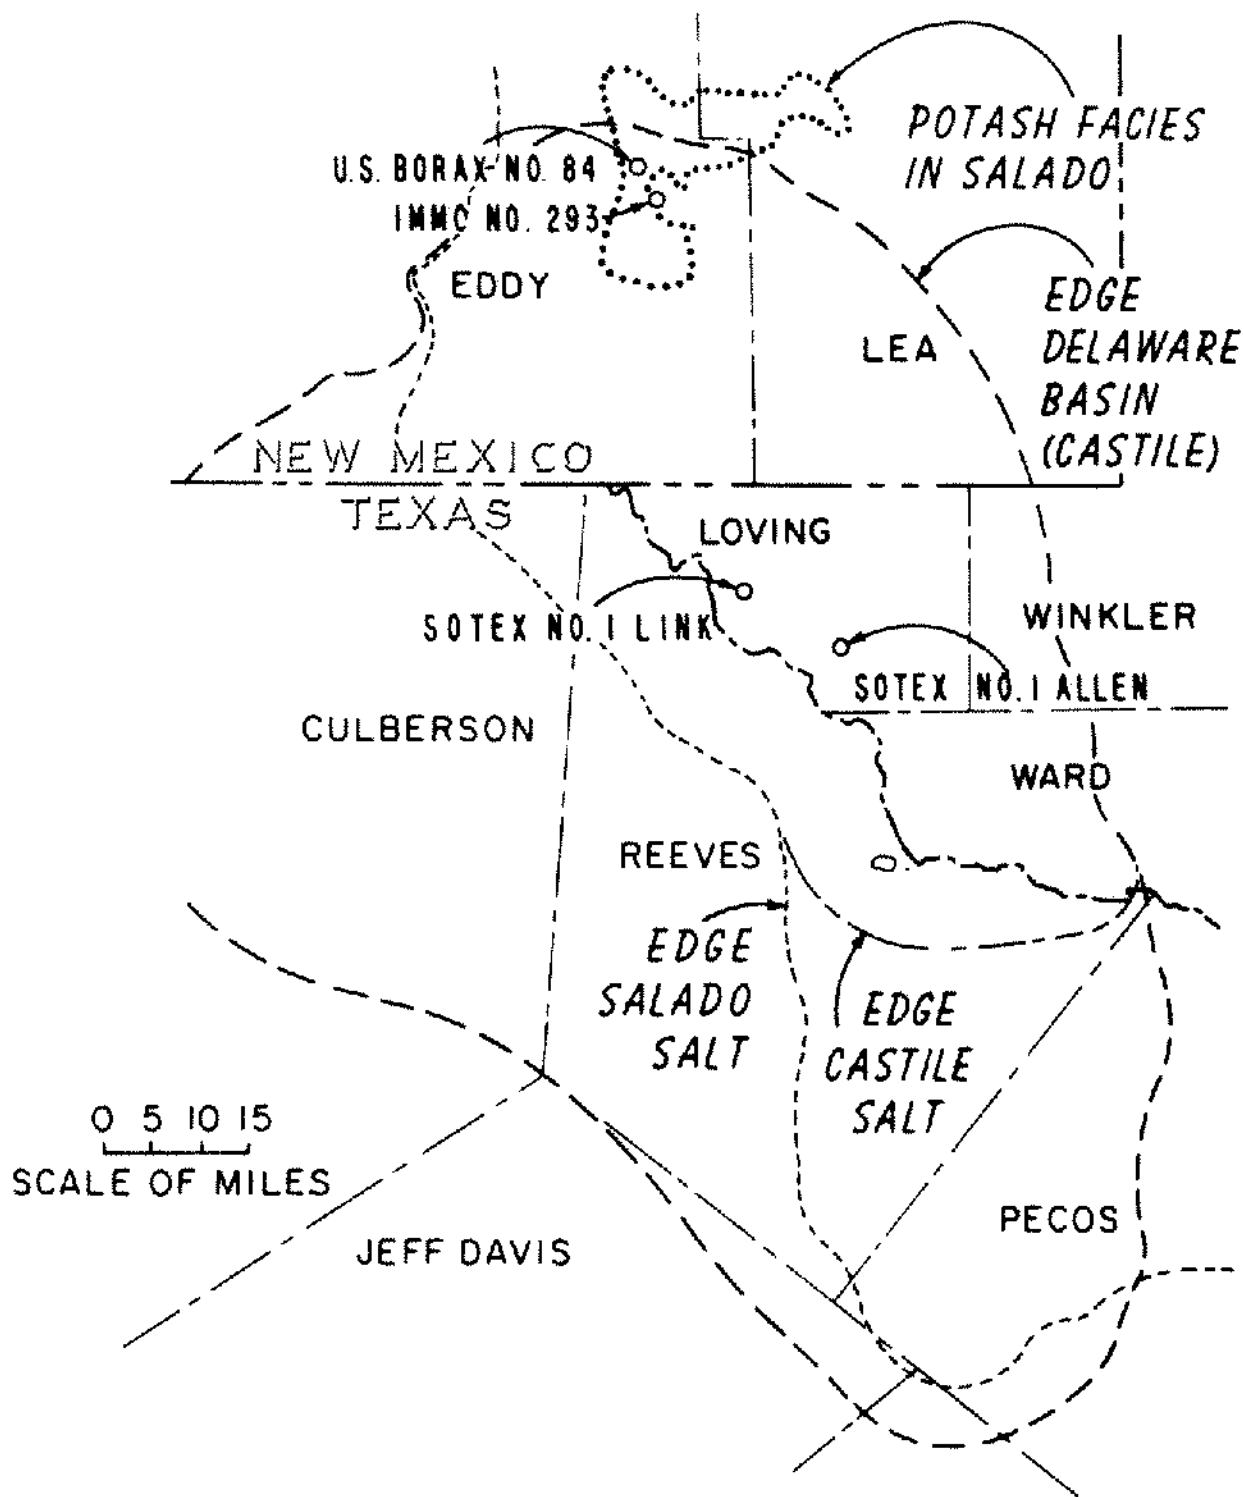 POTASH FACIES
IN SALADO
U.S. BORAX NO. 84
IMMC NO. 293
EDDY
EDGE
DELAWARE
BASIN
(CASTILE)
LEA
NEW MEXICO
TEXAS
LOVING
WINKLER
SOTEX NO. 1 LINK
SOTEX NO. 1 ALLEN
CULBERSON
WARD
REEVES
EDGE
SALADO
SALT
EDGE
CASTILE
SALT
0 5 10 15
SCALE OF MILES
PECOS
JEFF DAVIS